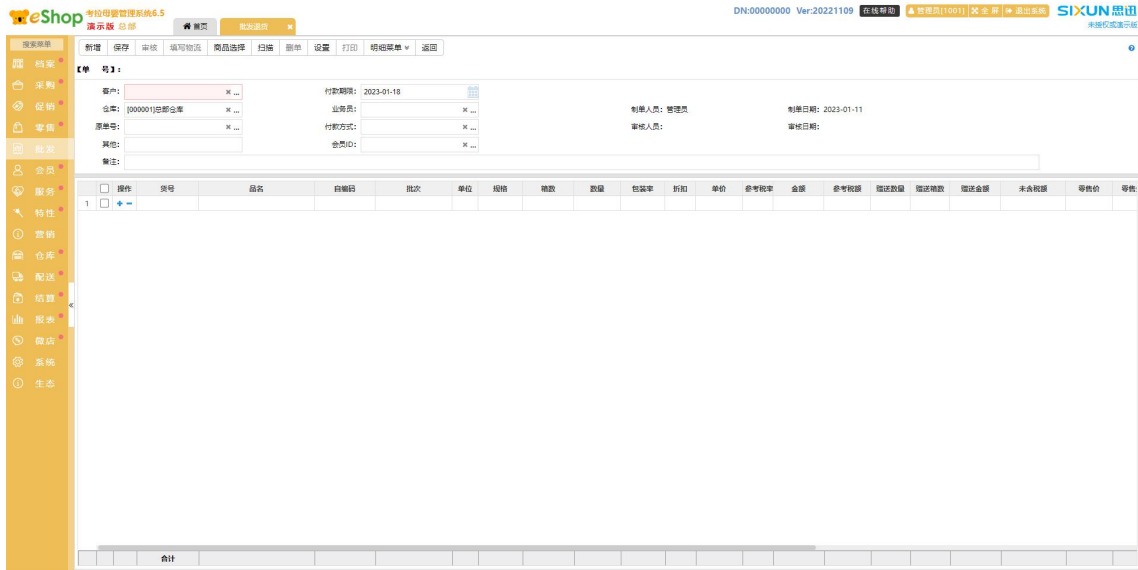 eShop 考拉母婴管理系统6.5
演示版 总部
首页 批发退货
DN:00000000 Ver:20221109 在线帮助 管理员[1001] 全屏 退出系统
SIXUN思迅
未授权或演示版
搜索菜单
档案
采购
促销
零售
批发
会员
服务
特性
营销
仓库
配送
结算
报表
微店
系统
生态
新增 保存 审核 填写物流 商品选择 扫描 删单 设置 打印 明细菜单 返回
【单 号】:
客户: 付款期限: 2023-01-18
仓库: [000001]总部仓库 业务员: 制单人员: 管理员 制单日期: 2023-01-11
原单号: 付款方式: 审核人员: 审核日期:
其他: 会员ID:
备注:
操作 货号 品名 自编码 批次 单位 规格 箱数 数量 包装率 折扣 单价 参考税率 金额 参考税额 赠送数量 赠送箱数 赠送金额 未含税额 零售价 零售
1
合计